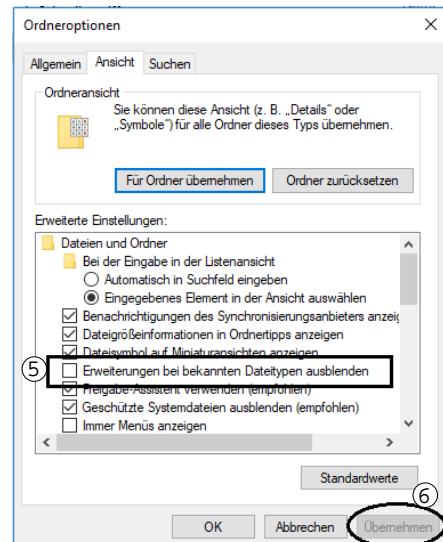 Ordneroptionen
Allgemein Ansicht Suchen
Ordneransicht
Sie können diese Ansicht (z. B. „Details" oder
„Symbole") für alle Ordner dieses Typs übernehmen.
Für Ordner übernehmen Ordner zurücksetzen
Erweiterte Einstellungen:
Dateien und Ordner
Bei der Eingabe in der Listenansicht
Automatisch in Suchfeld eingeben
Eingegebenes Element in der Ansicht auswählen
Benachrichtigungen des Synchronisierungsanbieters anzeig
Dateigrößeinformationen in Ordnertipps anzeigen
Dateisymbol auf Miniaturansichten anzeigen
5 Erweiterungen bei bekannten Dateitypen ausblenden
Freigabe-Assistent verwenden (empfohlen)
Geschützte Systemdateien ausblenden (empfohlen)
Immer Menüs anzeigen
Standardwerte
6
OK Abbrechen Übernehmen